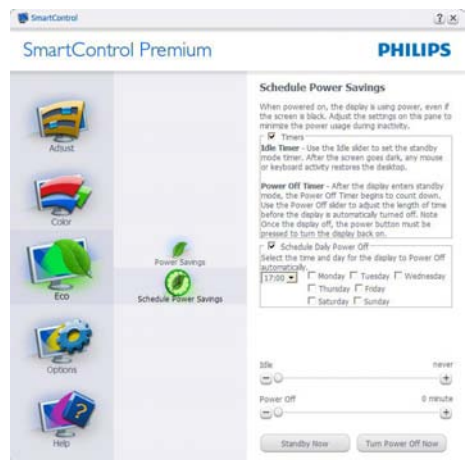 SmartControl
SmartControl Premium
PHILIPS
Adjust
Color
Eco
Options
Help
Power Savings
Schedule Power Savings
Schedule Power Savings
When powered on, the display is using power, even if
the screen is black. Adjust the settings on this pane to
minimize the power usage during inactivity.
Timers
Idle Timer - Use the Idle slider to set the standby
mode timer. After the screen goes dark, any mouse
or keyboard activity restores the desktop.
Power Off Timer - After the display enters standby
mode, the Power Off Timer begins to count down.
Use the Power Off slider to adjust the length of time
before the display is automatically turned off. Note
Once the display off, the power button must be
pressed to turn the display back on.
Schedule Daily Power Off
Select the time and day for the display to Power Off
automatically.
17:00 Monday Tuesday Wednesday
Thursday Friday
Saturday Sunday
Idle never
Power Off 0 minute
Standby Now Turn Power Off Now